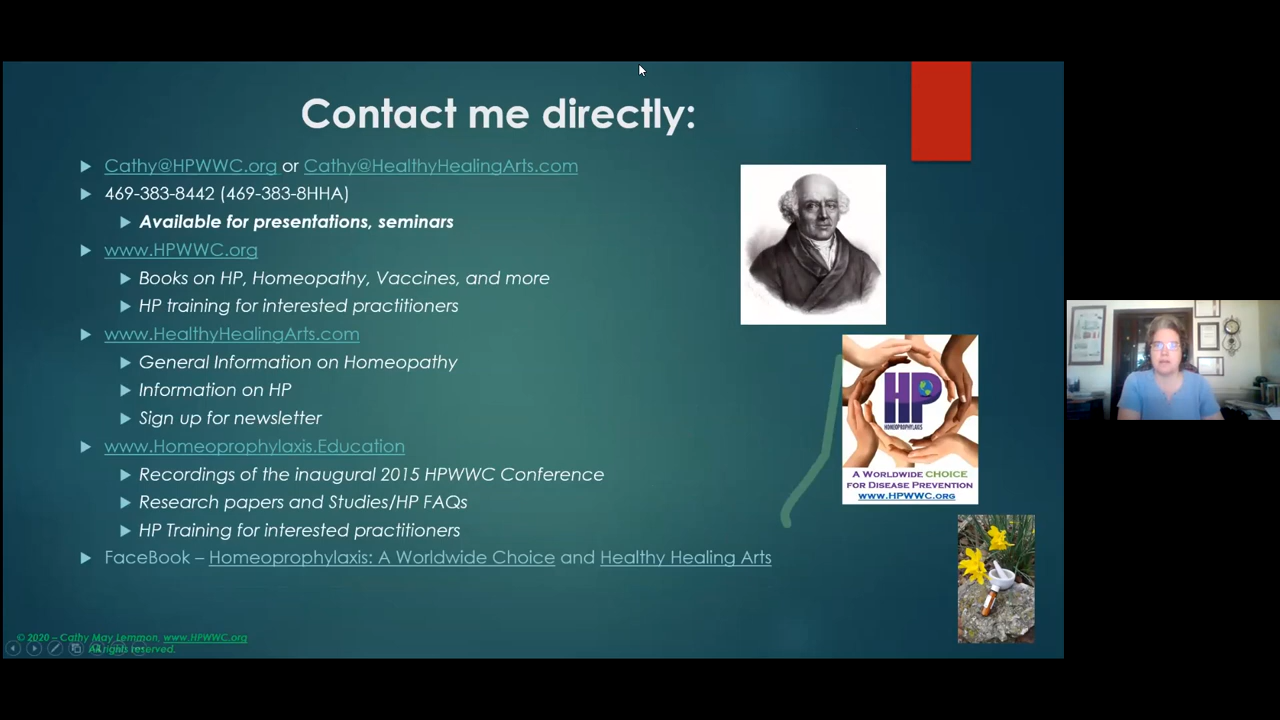 Contact me directly:
Cathy@HPWWC.org or Cathy@HealthyHealingArts.com
469-383-8442 (469-383-8HHA)
Available for presentations, seminars
www.HPWWC.org
Books on HP, Homeopathy, Vaccines, and more
HP training for interested practitioners
www.HealthyHealingArts.com
General Information on Homeopathy
Information on HP
Sign up for newsletter
www.Homeoprophylaxis.Education
Recordings of the inaugural 2015 HPWWC Conference
Research papers and Studies/HP FAQs
HP Training for interested practitioners
FaceBook – Homeoprophylaxis: A Worldwide Choice and Healthy Healing Arts
HP
HOMEOPROPHYLAXIS
A WORLDWIDE CHOICE
FOR DISEASE PREVENTION
www.HPWWC.org
© 2020 – Cathy May Lemmon, www.HPWWC.org
All rights reserved.